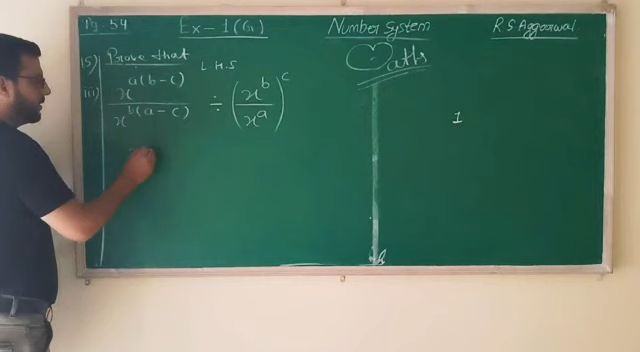 Pg. 54 Ex - 1(G) Number System R S Aggarwal
15) Prove that L H S Maths
iii) x^{a(b-c)} / x^{b(a-c)} ÷ (x^b / x^a)^c
1